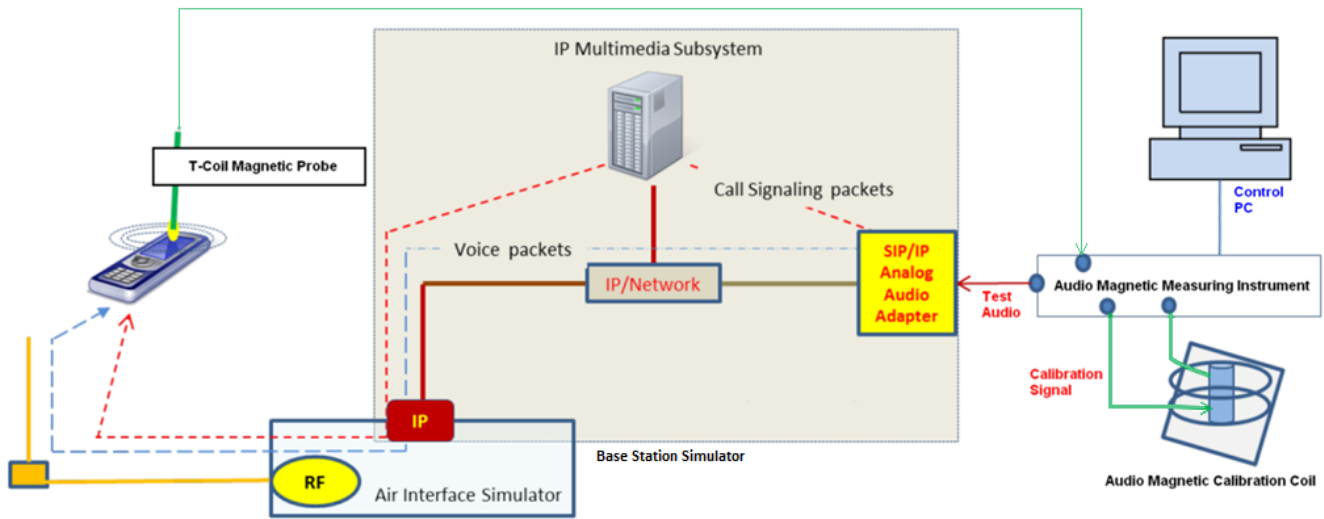 IP Multimedia Subsystem
T-Coil Magnetic Probe
Call Signaling packets
Control
PC
Voice packets
SIP/IP
Analog
Audio
Adapter
IP/Network
Test
Audio
Audio Magnetic Measuring Instrument
Calibration
Signal
IP
Base Station Simulator
RF
Air Interface Simulator
Audio Magnetic Calibration Coil